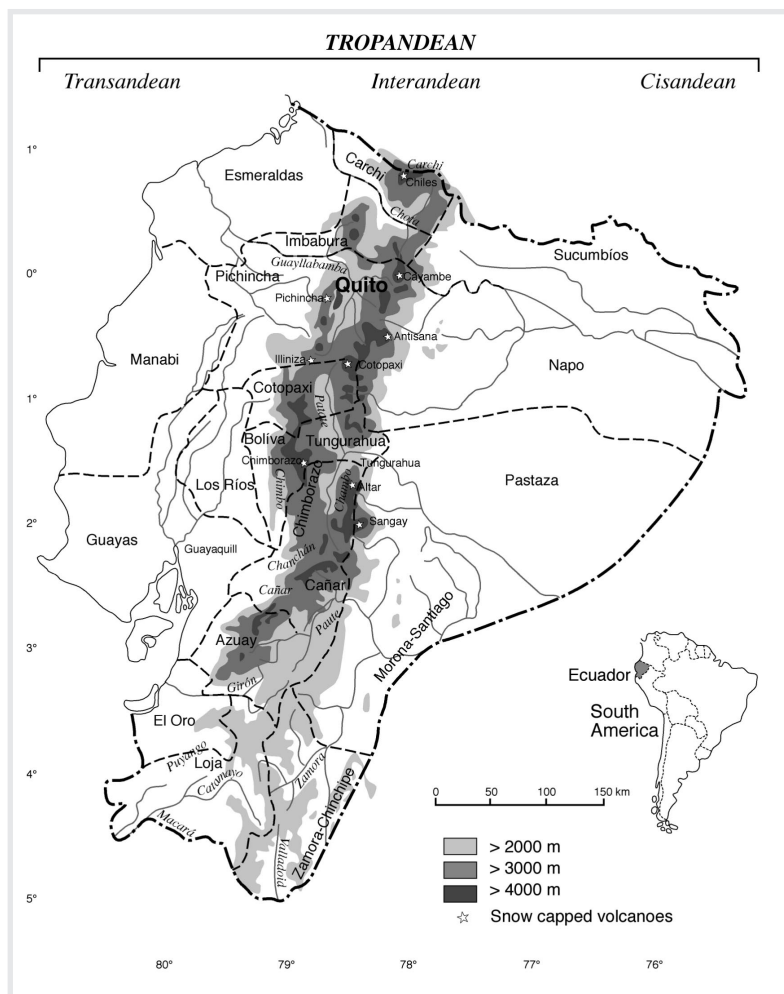 TROPANDEAN
Transandean Interandean Cisandean
1°
Esmeraldas
Carchi
Carchi
Chiles
Chota
Imbabura
Sucumbíos
0°
Guayllabamba
Pichincha
Quito
Cayambe
Pichincha
Antisana
Manabi
Illiniza
Cotopaxi
Napo
Cotopaxi
1°
Patate
Bolíva
Tungurahua
Chimborazo
Tungurahua
Los Ríos
Chimbo
Chimborazo
Chambo
Altar
Pastaza
2°
Sangay
Guayas
Guayaquill
Chanchán
Cañar
Cañar
Paute
Azuay
Morona-Santiago
3°
Girón
Ecuador
South
America
El Oro
Puyango
Loja
Catamayo
Zamora
4°
Macará
Zamora-Chinchipe
Valladoid
0 50 100 150 km
> 2000 m
> 3000 m
> 4000 m
Snow capped volcanoes
5°
80° 79° 78° 77° 76°